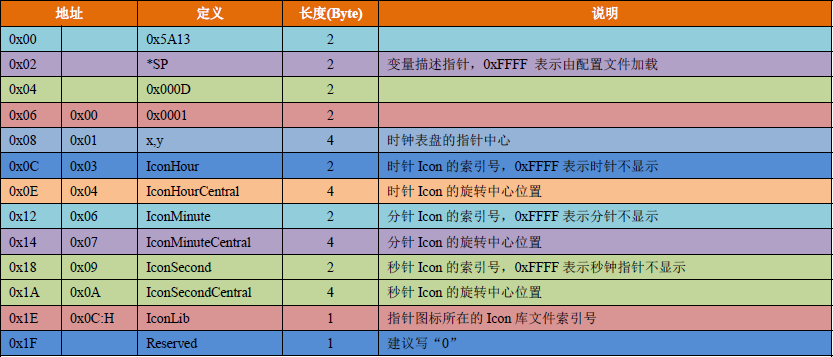 地址 定义 长度(Byte) 说明
0x00 0x5A13 2
0x02 *SP 2 变量描述指针，0xFFFF 表示由配置文件加载
0x04 0x000D 2
0x06 0x00 0x0001 2
0x08 0x01 x,y 4 时钟表盘的指针中心
0x0C 0x03 IconHour 2 时针 Icon 的索引号，0xFFFF 表示时针不显示
0x0E 0x04 IconHourCentral 4 时针 Icon 的旋转中心位置
0x12 0x06 IconMinute 2 分针 Icon 的索引号，0xFFFF 表示分针不显示
0x14 0x07 IconMinuteCentral 4 分针 Icon 的旋转中心位置
0x18 0x09 IconSecond 2 秒针 Icon 的索引号，0xFFFF 表示秒钟指针不显示
0x1A 0x0A IconSecondCentral 4 秒针 Icon 的旋转中心位置
0x1E 0x0C:H IconLib 1 指针图标所在的 Icon 库文件索引号
0x1F Reserved 1 建议写“0”